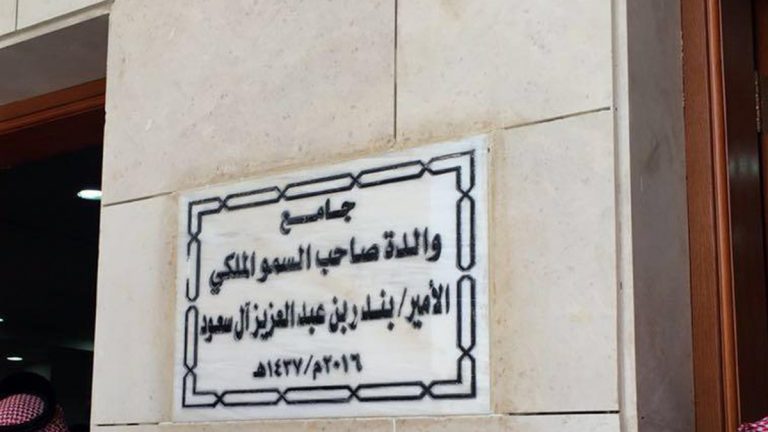 جامع
والدة صاحب السمو الملكي
الأمير/ بندر بن عبد العزيز آل سعود
٢٠١٦م/١٤٣٧هـ